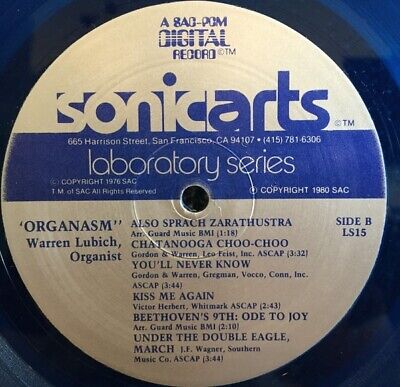 A SAC-PCM
DIGITAL
RECORD ©™
sonicarts ©™
665 Harrison Street, San Francisco, CA 94107 • (415) 781-6306
laboratory series
© COPYRIGHT 1976 SAC
T.M. of SAC All Rights Reserved
℗ COPYRIGHT 1980 SAC
'ORGANASM''
Warren Lubich,
Organist
ALSO SPRACH ZARATHUSTRA
Arr. Guard Music BMI (1:18)
CHATANOOGA CHOO-CHOO
Gordon & Warren, Leo Feist, Inc. ASCAP (3:32)
YOU'LL NEVER KNOW
Gordon & Warren, Gregman, Vocco, Conn, Inc.
ASCAP (3:44)
KISS ME AGAIN
Victor Herbert, Whitmark ASCAP (2:43)
BEETHOVEN'S 9TH: ODE TO JOY
Arr. Guard Music BMI (2:10)
UNDER THE DOUBLE EAGLE,
MARCH J.F. Wagner, Southern
Music Co. ASCAP (3:44)
SIDE B
LS15